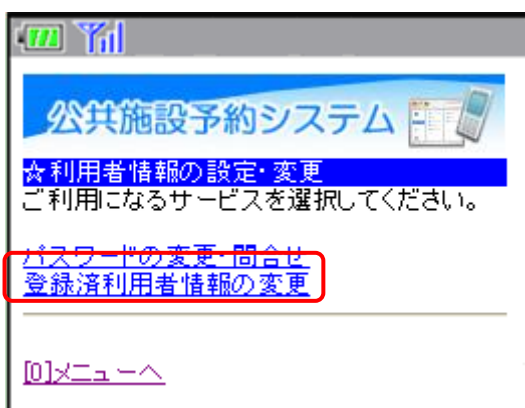 公共施設予約システム
☆利用者情報の設定・変更
ご利用になるサービスを選択してください。
パスワードの変更・問合せ
登録済利用者情報の変更
[0]メニューへ